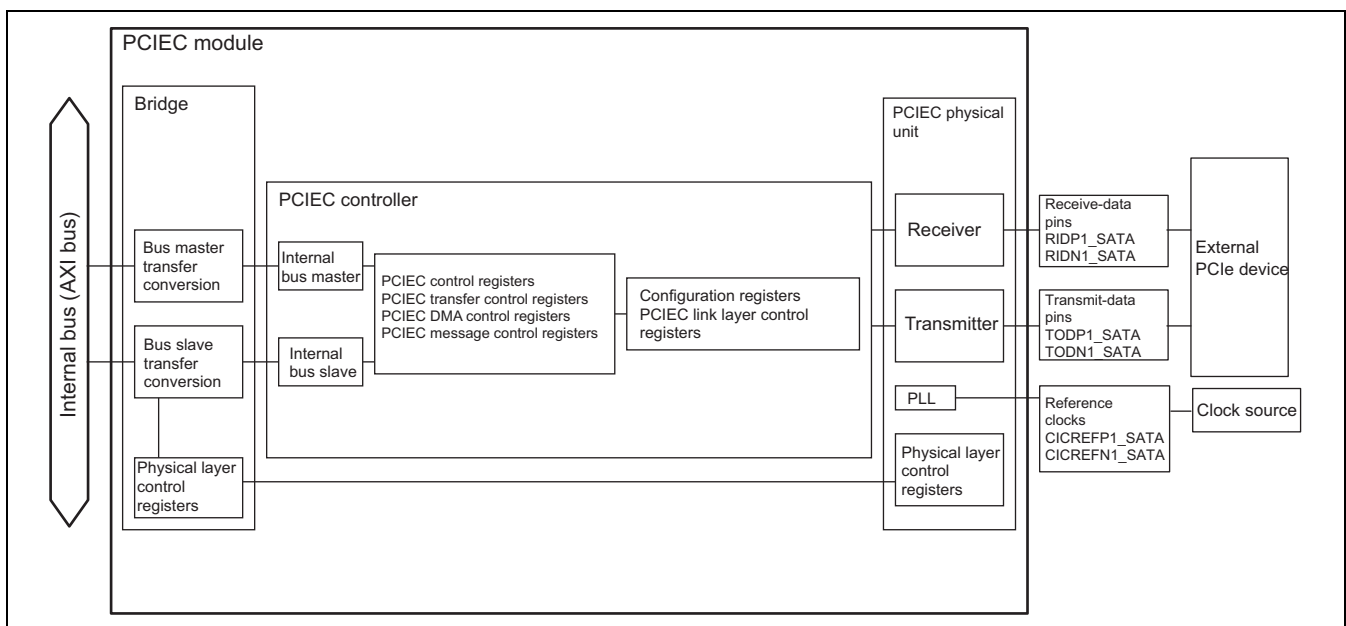 PCIEC module
Internal bus (AXI bus)
Bridge
Bus master
transfer
conversion
Bus slave
transfer
conversion
Physical layer
control
registers
PCIEC controller
Internal
bus master
Internal
bus slave
PCIEC control registers
PCIEC transfer control registers
PCIEC DMA control registers
PCIEC message control registers
Configuration registers
PCIEC link layer control
registers
PCIEC physical
unit
Receiver
Transmitter
PLL
Physical layer
control
registers
Receive-data
pins
RIDP1_SATA
RIDN1_SATA
Transmit-data
pins
TODP1_SATA
TODN1_SATA
Reference
clocks
CICREFP1_SATA
CICREFN1_SATA
External
PCIe device
Clock source